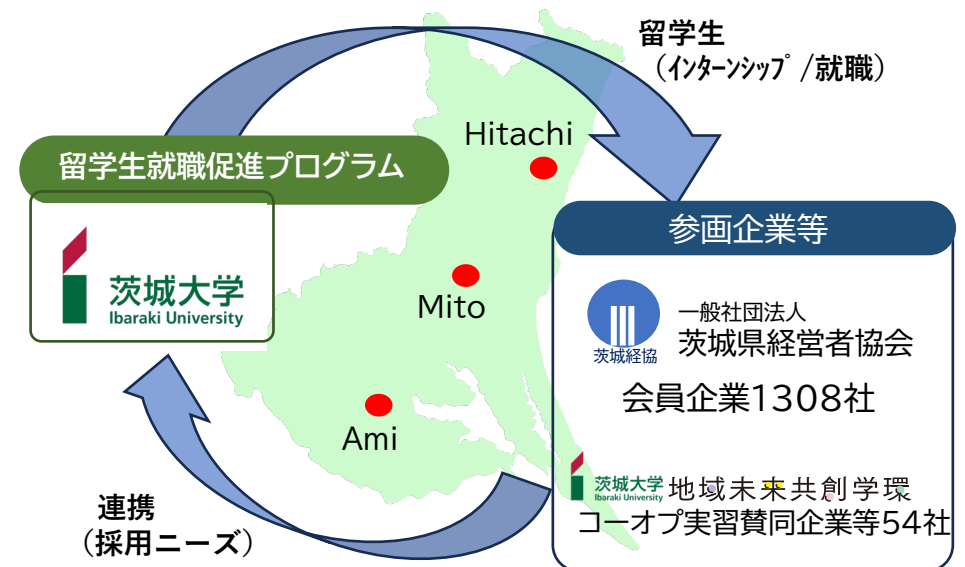 留学生
（ｲﾝﾀｰﾝｼｯﾌﾟ /就職）
Hitachi
留学生就職促進プログラム
茨城大学
Ibaraki University
参画企業等
Mito
茨城経協
一般社団法人
茨城県経営者協会
会員企業1308社
Ami
茨城大学
Ibaraki University
地域未来共創学環
コーオプ実習賛同企業等54社
連携
（採用ニーズ）